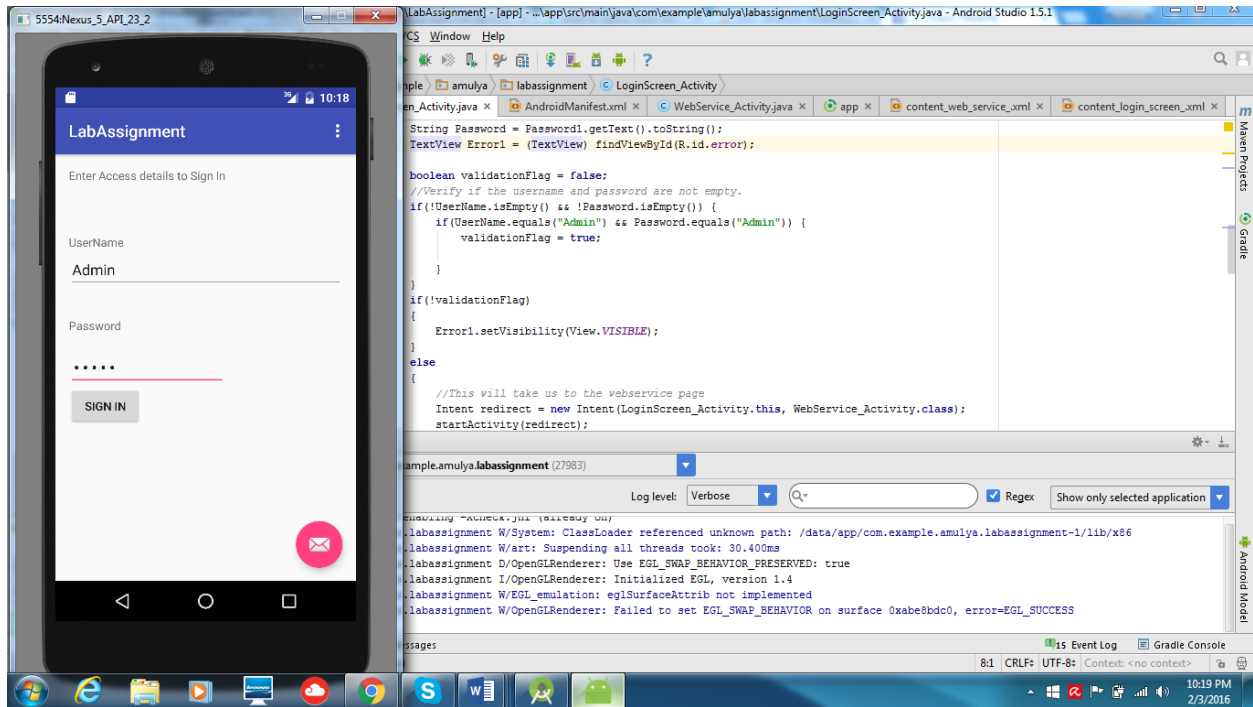 5554:Nexus_5_API_23_2
10:18
LabAssignment
Enter Access details to Sign In
UserName
Admin
Password
•••••
SIGN IN
\LabAssignment] - [app] - ...\app\src\main\java\com\example\amulya\labassignment\LoginScreen_Activity.java - Android Studio 1.5.1
VCS Window Help
amulya labassignment LoginScreen_Activity
en_Activity.java × AndroidManifest.xml × WebService_Activity.java × app × content_web_service_.xml × content_login_screen_.xml ×
String Password = Password1.getText().toString();
TextView Error1 = (TextView) findViewById(R.id.error);
boolean validationFlag = false;
//Verify if the username and password are not empty.
if(!UserName.isEmpty() && !Password.isEmpty()) {
if(UserName.equals("Admin") && Password.equals("Admin")) {
validationFlag = true;
}
}
if(!validationFlag)
{
Error1.setVisibility(View.VISIBLE);
}
else
{
//This will take us to the webservice page
Intent redirect = new Intent(LoginScreen_Activity.this, WebService_Activity.class);
startActivity(redirect);
Maven Projects
Gradle
Android Model
ample.amulya.labassignment (27983)
Log level: Verbose Regex Show only selected application
enabling -Xcheck:jni (already on)
.labassignment W/System: ClassLoader referenced unknown path: /data/app/com.example.amulya.labassignment-1/lib/x86
.labassignment W/art: Suspending all threads took: 30.400ms
.labassignment D/OpenGLRenderer: Use EGL_SWAP_BEHAVIOR_PRESERVED: true
.labassignment I/OpenGLRenderer: Initialized EGL, version 1.4
.labassignment W/EGL_emulation: eglSurfaceAttrib not implemented
.labassignment W/OpenGLRenderer: Failed to set EGL_SWAP_BEHAVIOR on surface 0xabe8bdc0, error=EGL_SUCCESS
essages 15 Event Log Gradle Console
8:1 CRLF÷ UTF-8÷ Context: <no context>
10:19 PM
2/3/2016